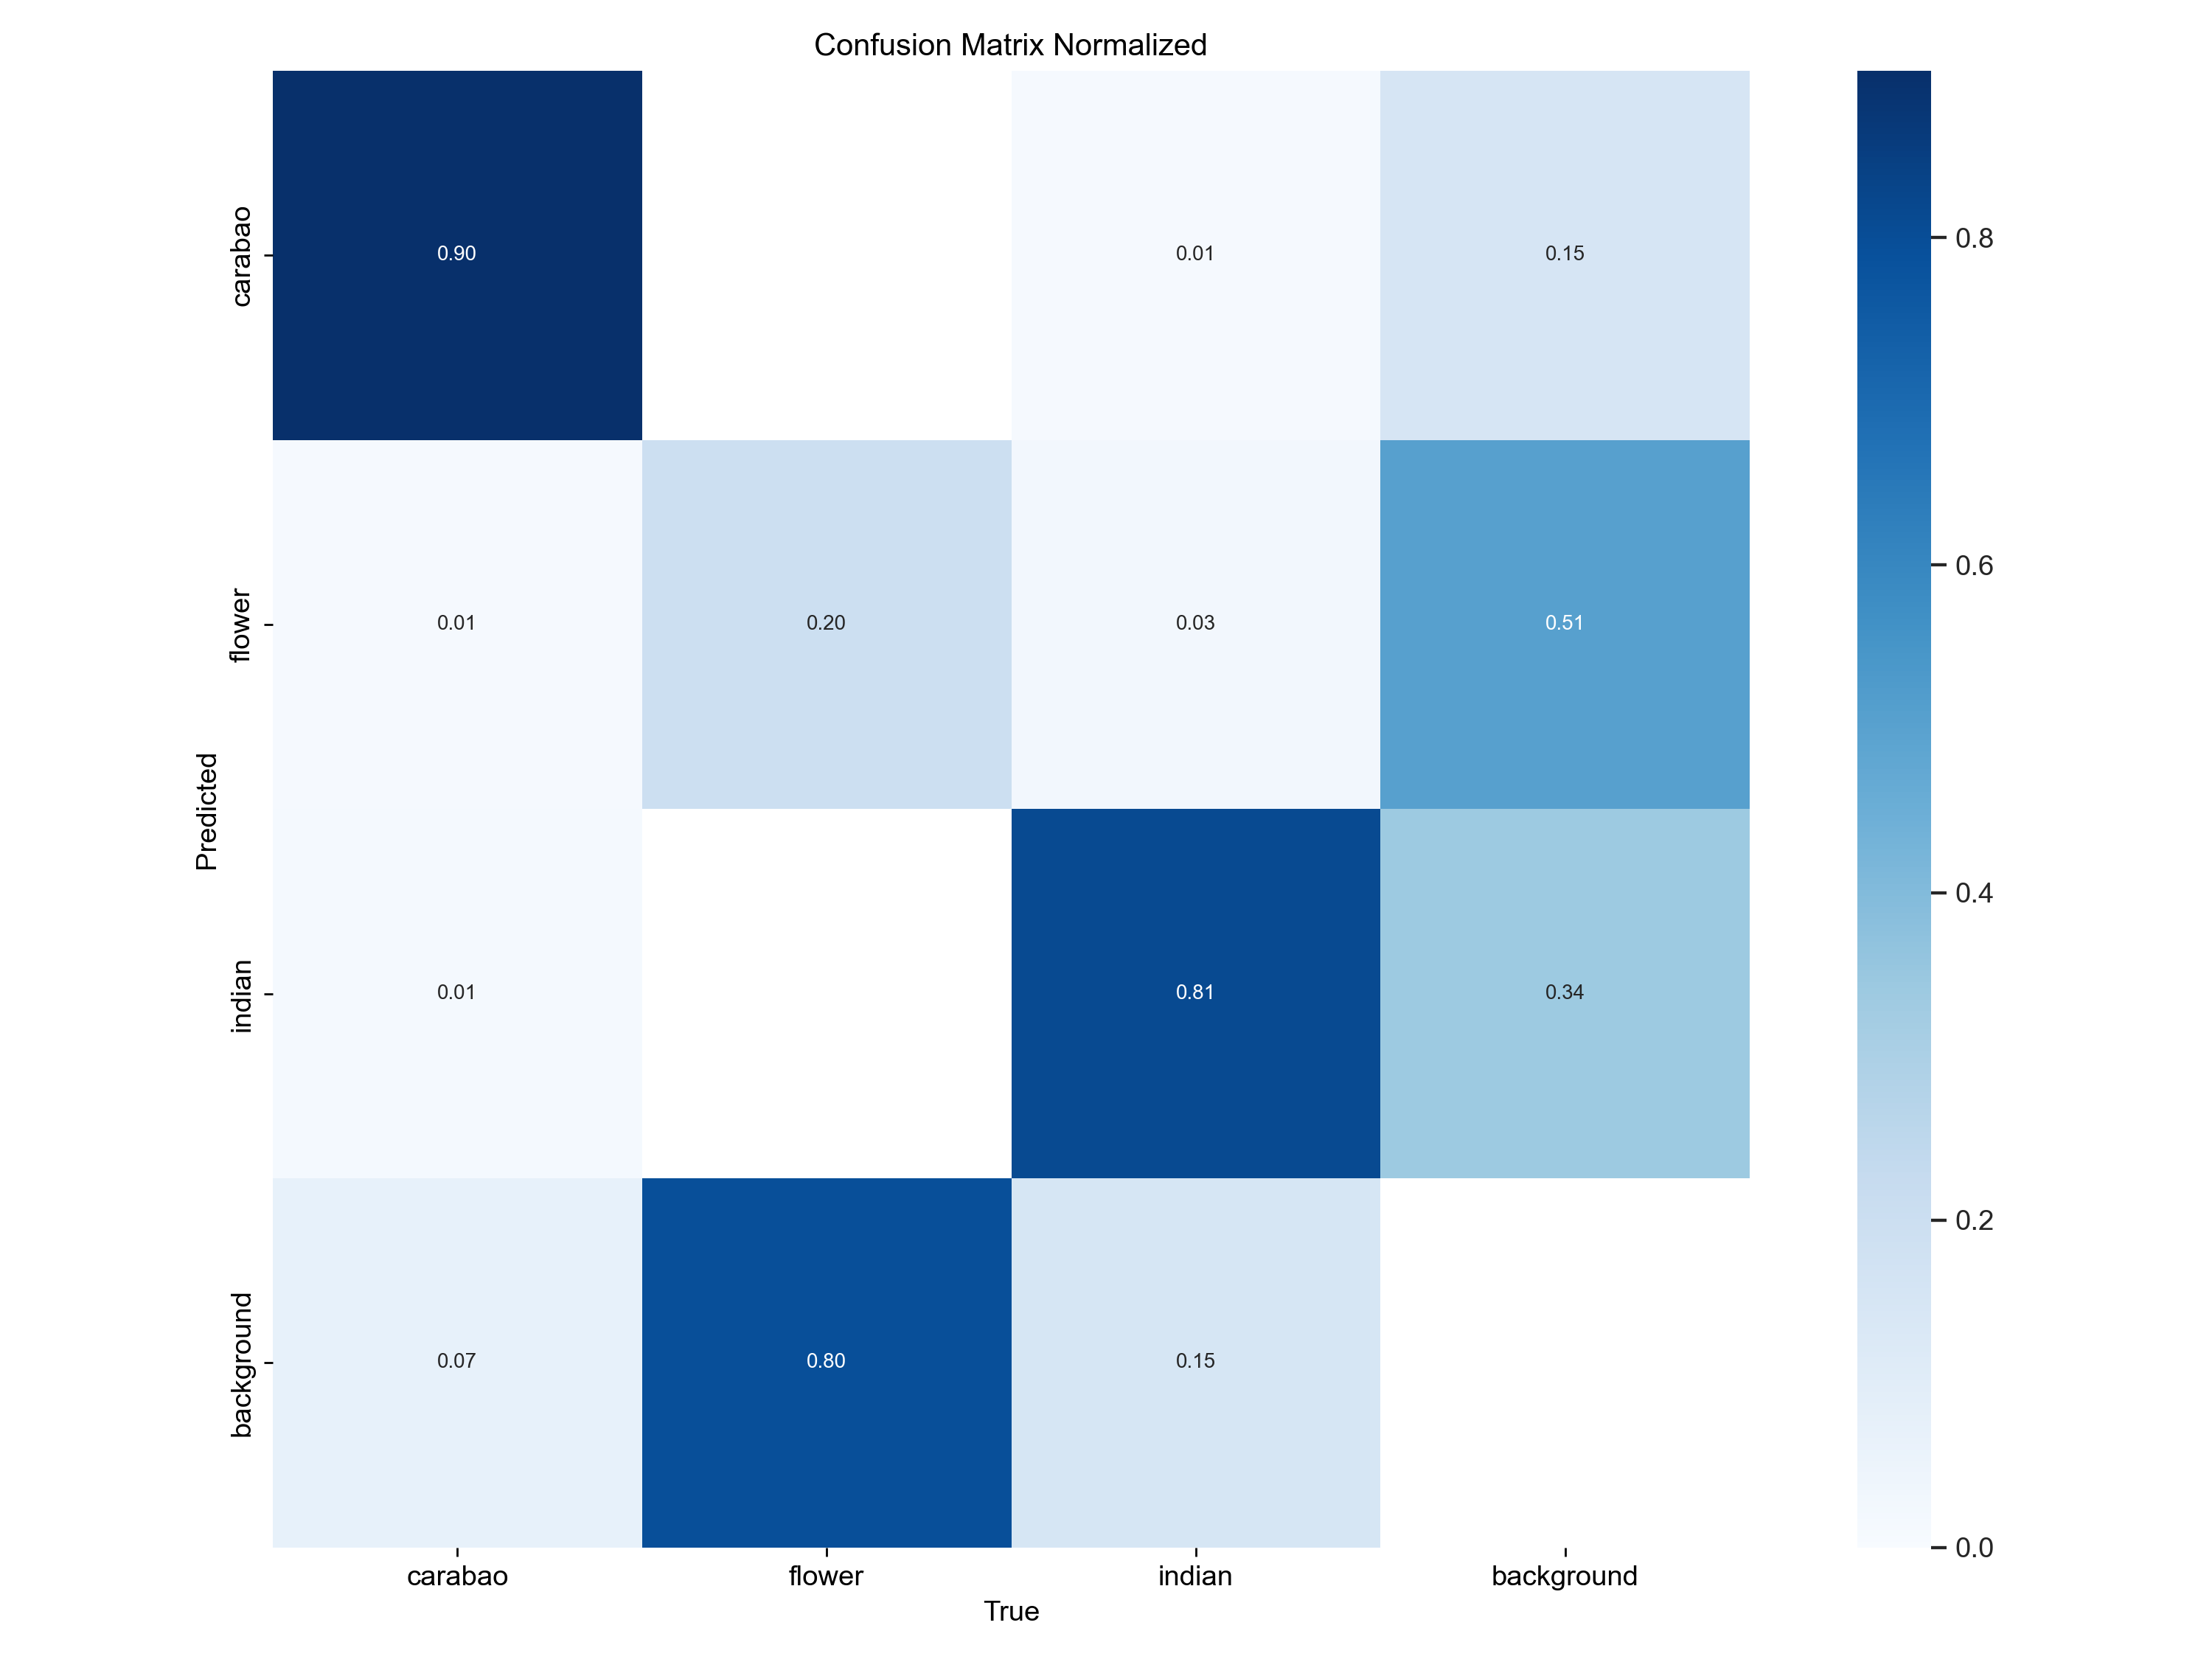 Confusion Matrix Normalized
carabao
0.90
0.01
0.15
0.8
flower
0.01
0.20
0.03
0.51
0.6
Predicted
0.4
indian
0.01
0.81
0.34
0.2
background
0.07
0.80
0.15
0.0
carabao
flower
indian
background
True